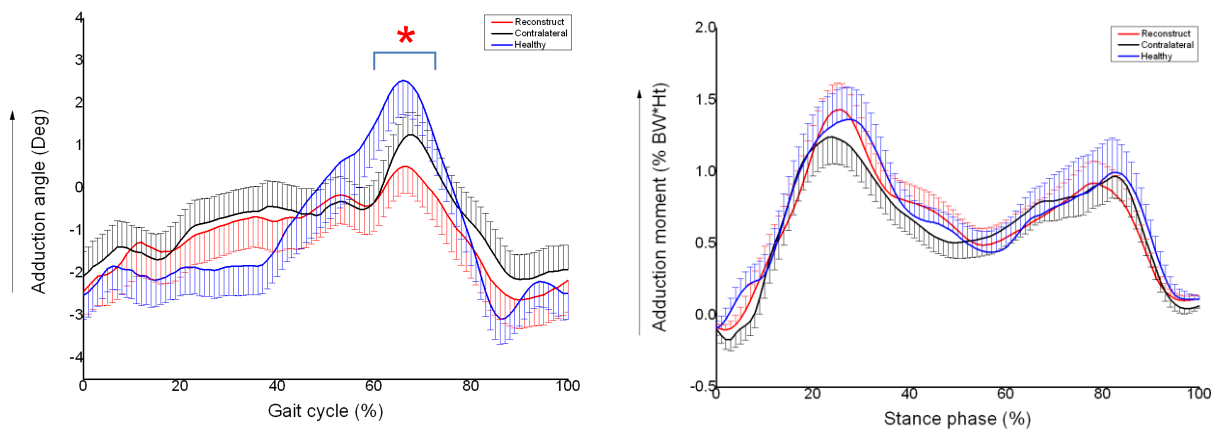 4
3
2
1
0
-1
-2
-3
-4
Adduction angle (Deg)
Reconstruct
Contralateral
Healthy
*
0 20 40 60 80 100
Gait cycle (%)
2.0
1.5
1.0
0.5
0.0
-0.5
Adduction moment (% BW*Ht)
Reconstruct
Contralateral
Healthy
0 20 40 60 80 100
Stance phase (%)